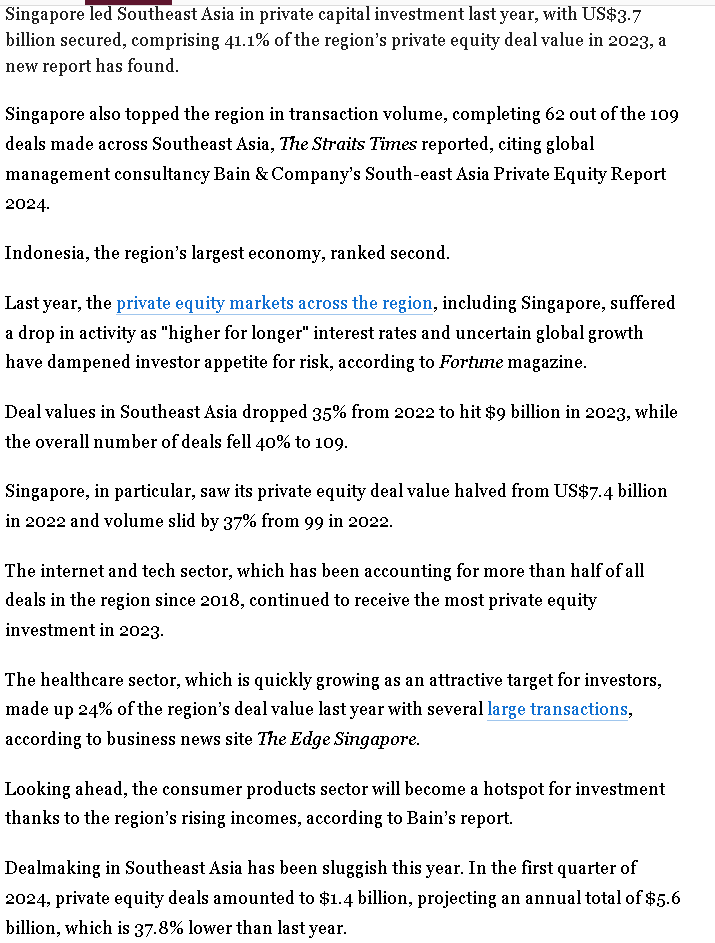 Singapore led Southeast Asia in private capital investment last year, with US$3.7
billion secured, comprising 41.1% of the region's private equity deal value in 2023, a
new report has found.
Singapore also topped the region in transaction volume, completing 62 out of the 109
deals made across Southeast Asia, The Straits Times reported, citing global
management consultancy Bain & Company's South-east Asia Private Equity Report
2024.
Indonesia, the region's largest economy, ranked second.
Last year, the private equity markets across the region, including Singapore, suffered
a drop in activity as "higher for longer" interest rates and uncertain global growth
have dampened investor appetite for risk, according to Fortune magazine.
Deal values in Southeast Asia dropped 35% from 2022 to hit $9 billion in 2023, while
the overall number of deals fell 40% to 109.
Singapore, in particular, saw its private equity deal value halved from US$7.4 billion
in 2022 and volume slid by 37% from 99 in 2022.
The internet and tech sector, which has been accounting for more than half of all
deals in the region since 2018, continued to receive the most private equity
investment in 2023.
The healthcare sector, which is quickly growing as an attractive target for investors,
made up 24% of the region's deal value last year with several large transactions,
according to business news site The Edge Singapore.
Looking ahead, the consumer products sector will become a hotspot for investment
thanks to the region's rising incomes, according to Bain's report.
Dealmaking in Southeast Asia has been sluggish this year. In the first quarter of
2024, private equity deals amounted to $1.4 billion, projecting an annual total of $5.6
billion, which is 37.8% lower than last year.